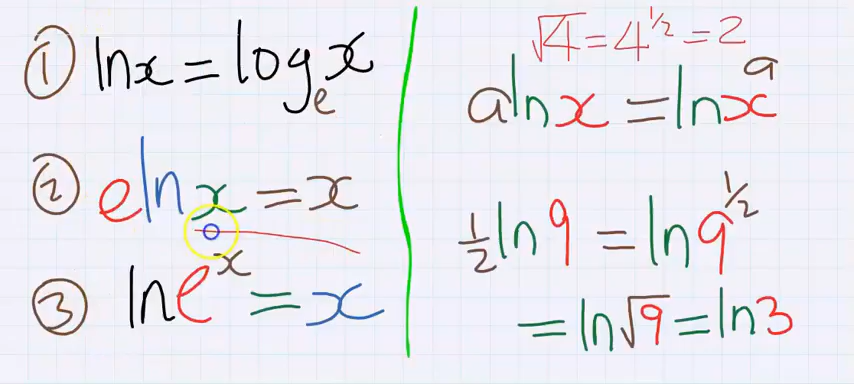 ① ln x = logₑ x
② e^(ln x) = x
③ ln eˣ = x
√4 = 4^(1/2) = 2
a ln x = ln xᵃ
1/2 ln 9 = ln 9^(1/2)
= ln √9 = ln 3